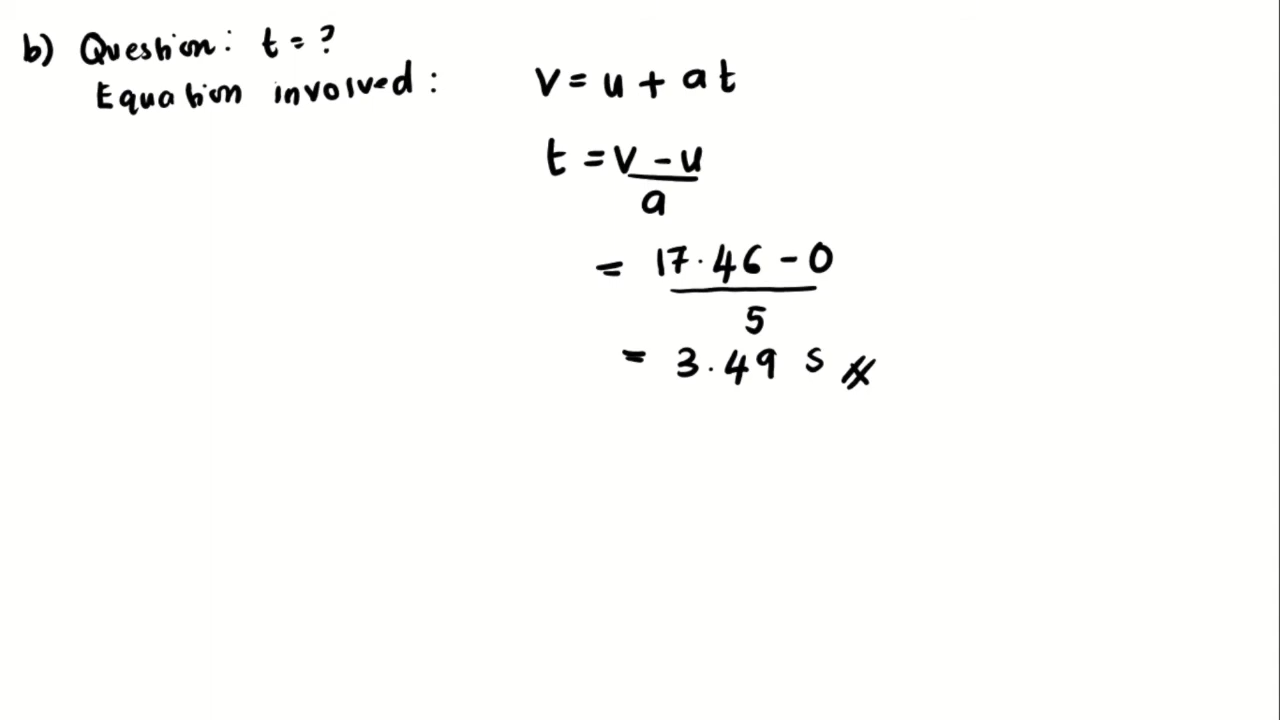 b) Question: t = ?
Equation involved: v = u + at
t = v - u
a
= 17.46 - 0
5
= 3.49 s